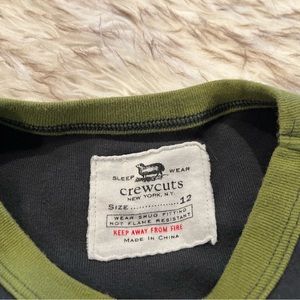 SLEEP WEAR
crewcuts
NEW YORK, N.Y.
SIZE..............12
WEAR SNUG FITTING
NOT FLAME RESISTANT
KEEP AWAY FROM FIRE
MADE IN CHINA